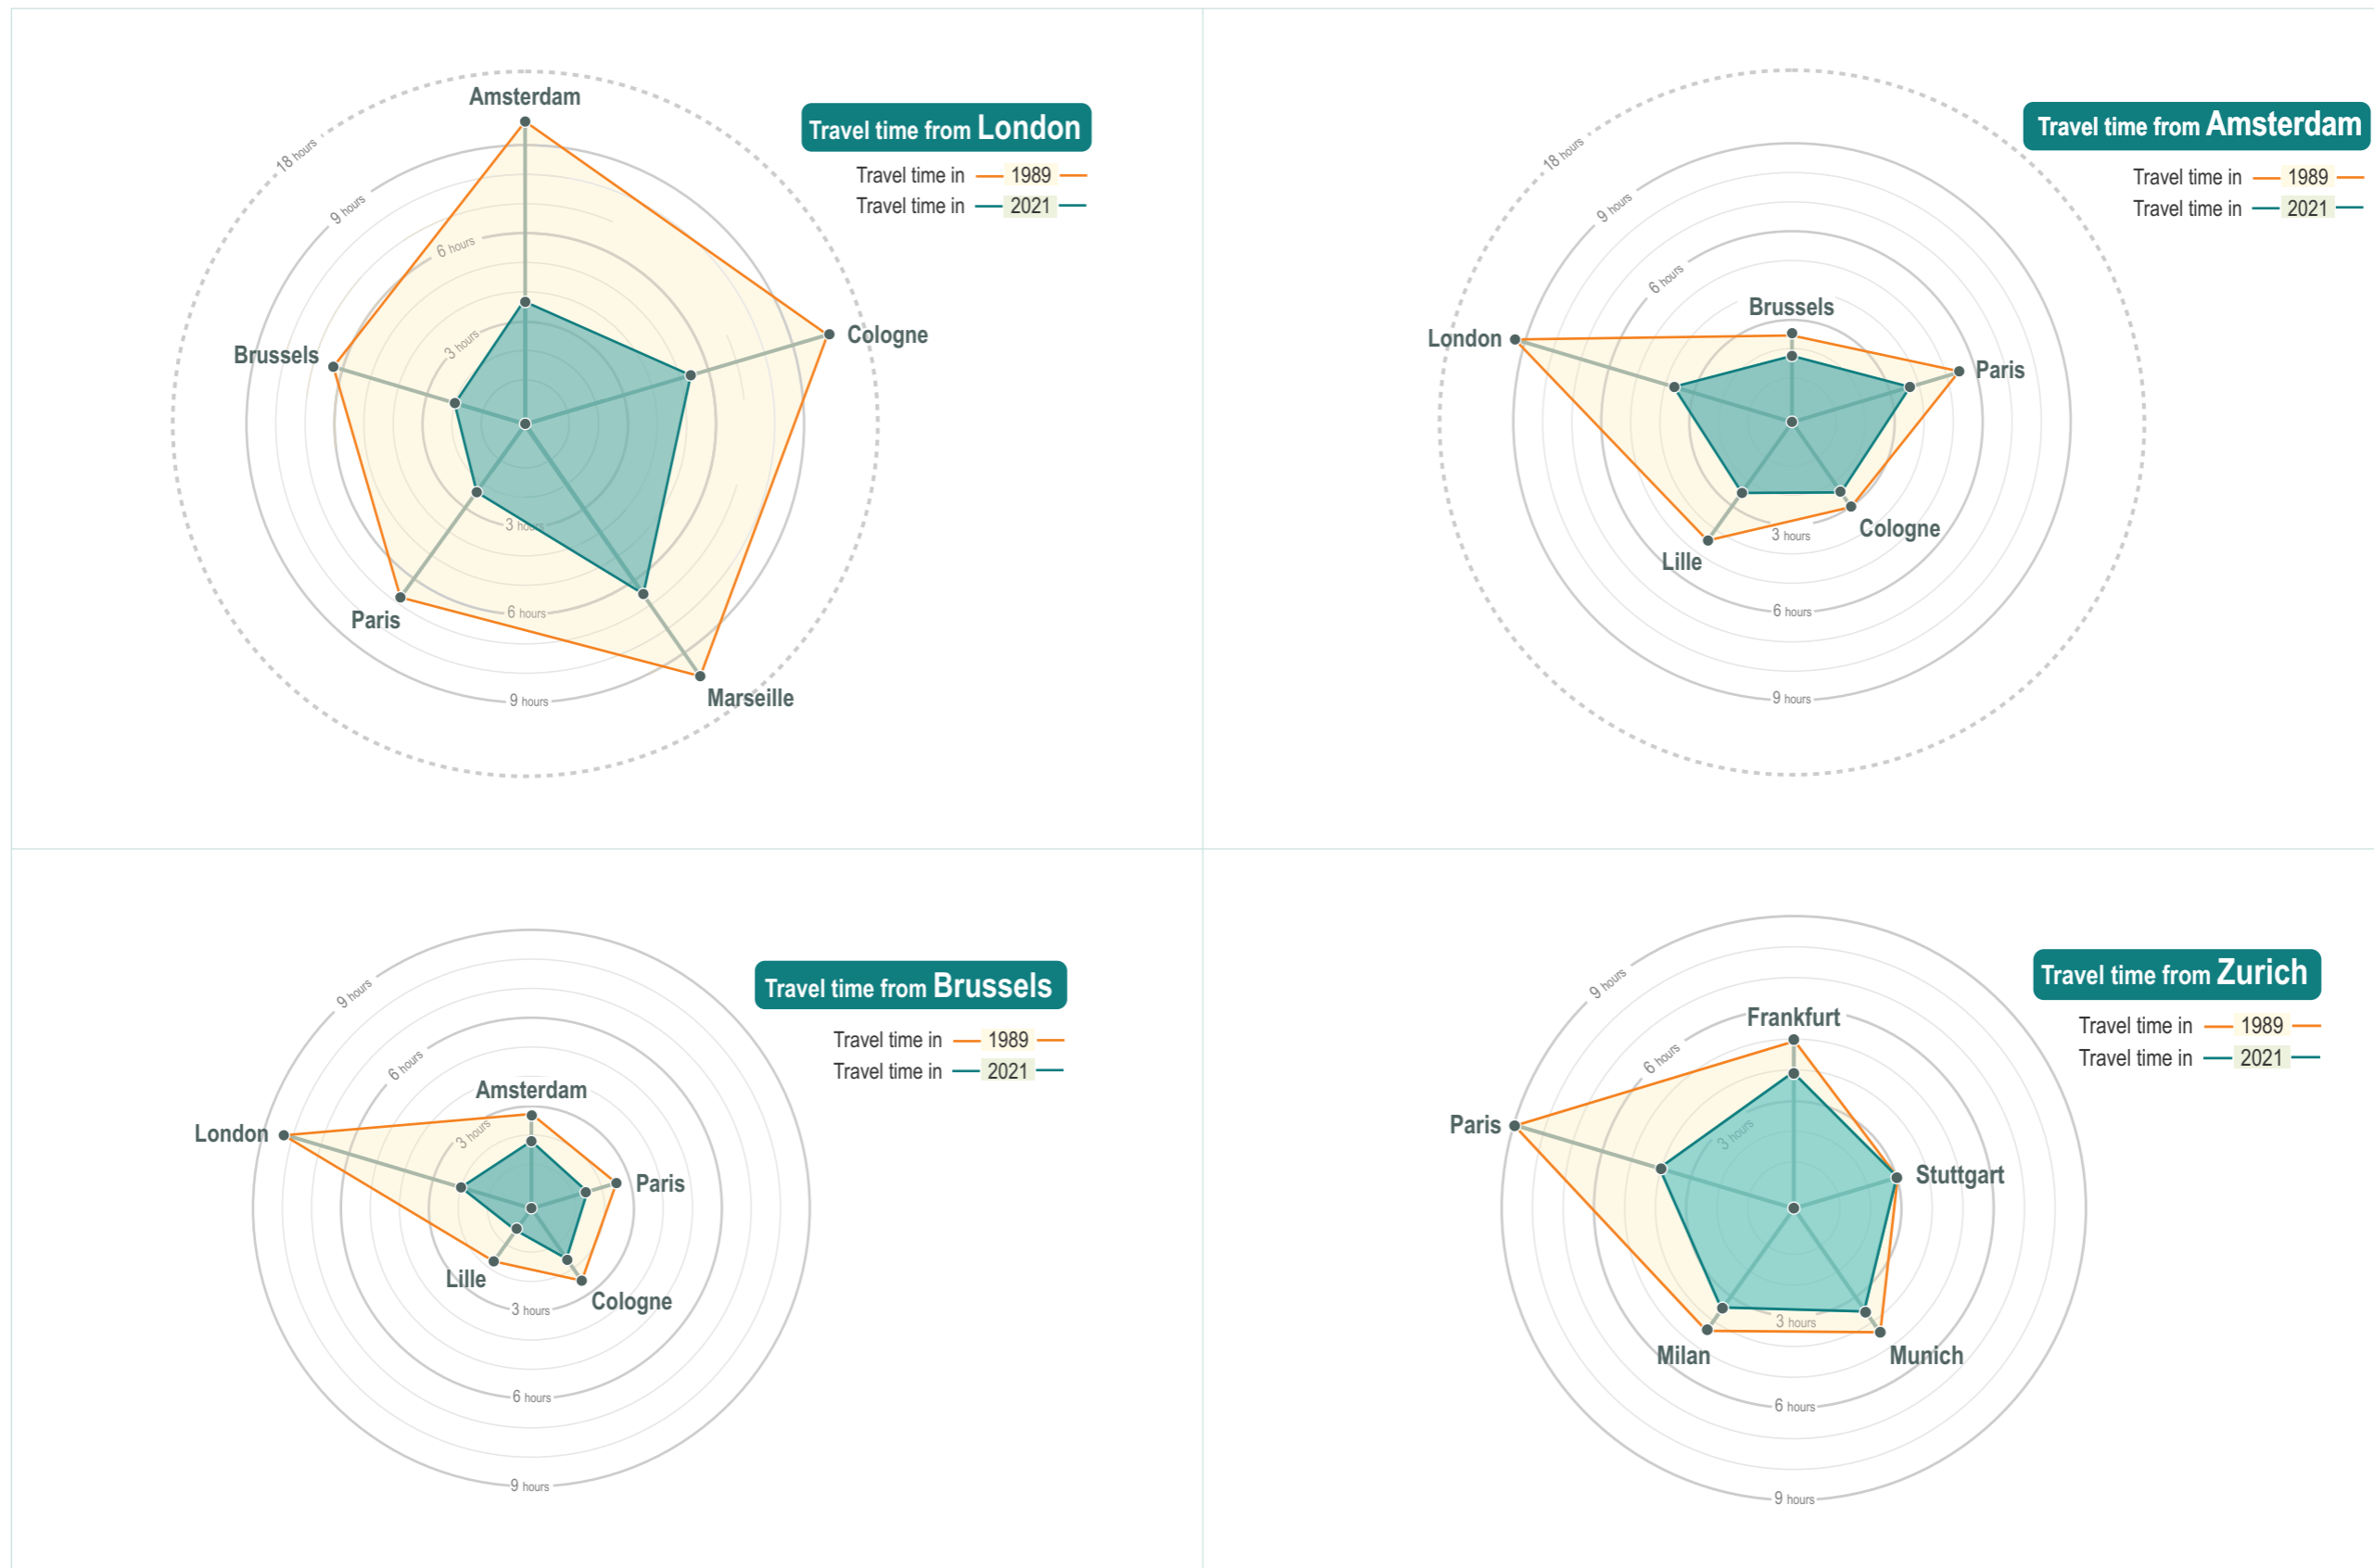 Travel time from London
Travel time in 1989
Travel time in 2021
Amsterdam
18 hours
9 hours
6 hours
Cologne
Brussels
3 hours
3 hours
6 hours
Paris
Marseille
9 hours
Travel time from Amsterdam
Travel time in 1989
Travel time in 2021
18 hours
9 hours
6 hours
Brussels
London
Paris
Cologne
3 hours
Lille
6 hours
9 hours
Travel time from Brussels
Travel time in 1989
Travel time in 2021
9 hours
6 hours
Amsterdam
London
3 hours
Paris
Lille
Cologne
3 hours
6 hours
9 hours
Travel time from Zurich
Travel time in 1989
Travel time in 2021
9 hours
Frankfurt
6 hours
Paris
3 hours
Stuttgart
3 hours
Milan
Munich
6 hours
9 hours